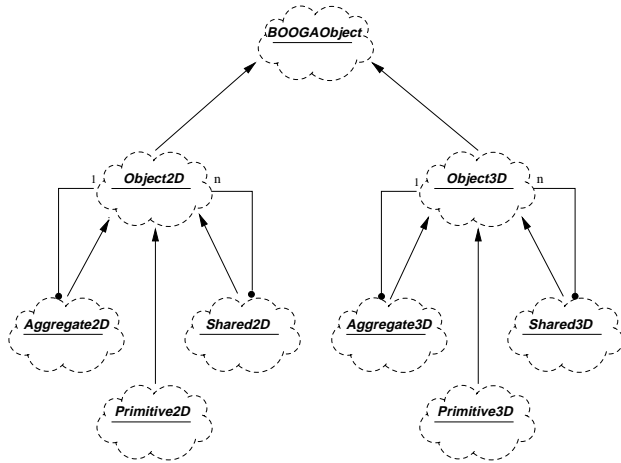 BOOGAObject
Object2D
Object3D
1
n
1
n
Aggregate2D
Shared2D
Aggregate3D
Shared3D
Primitive2D
Primitive3D